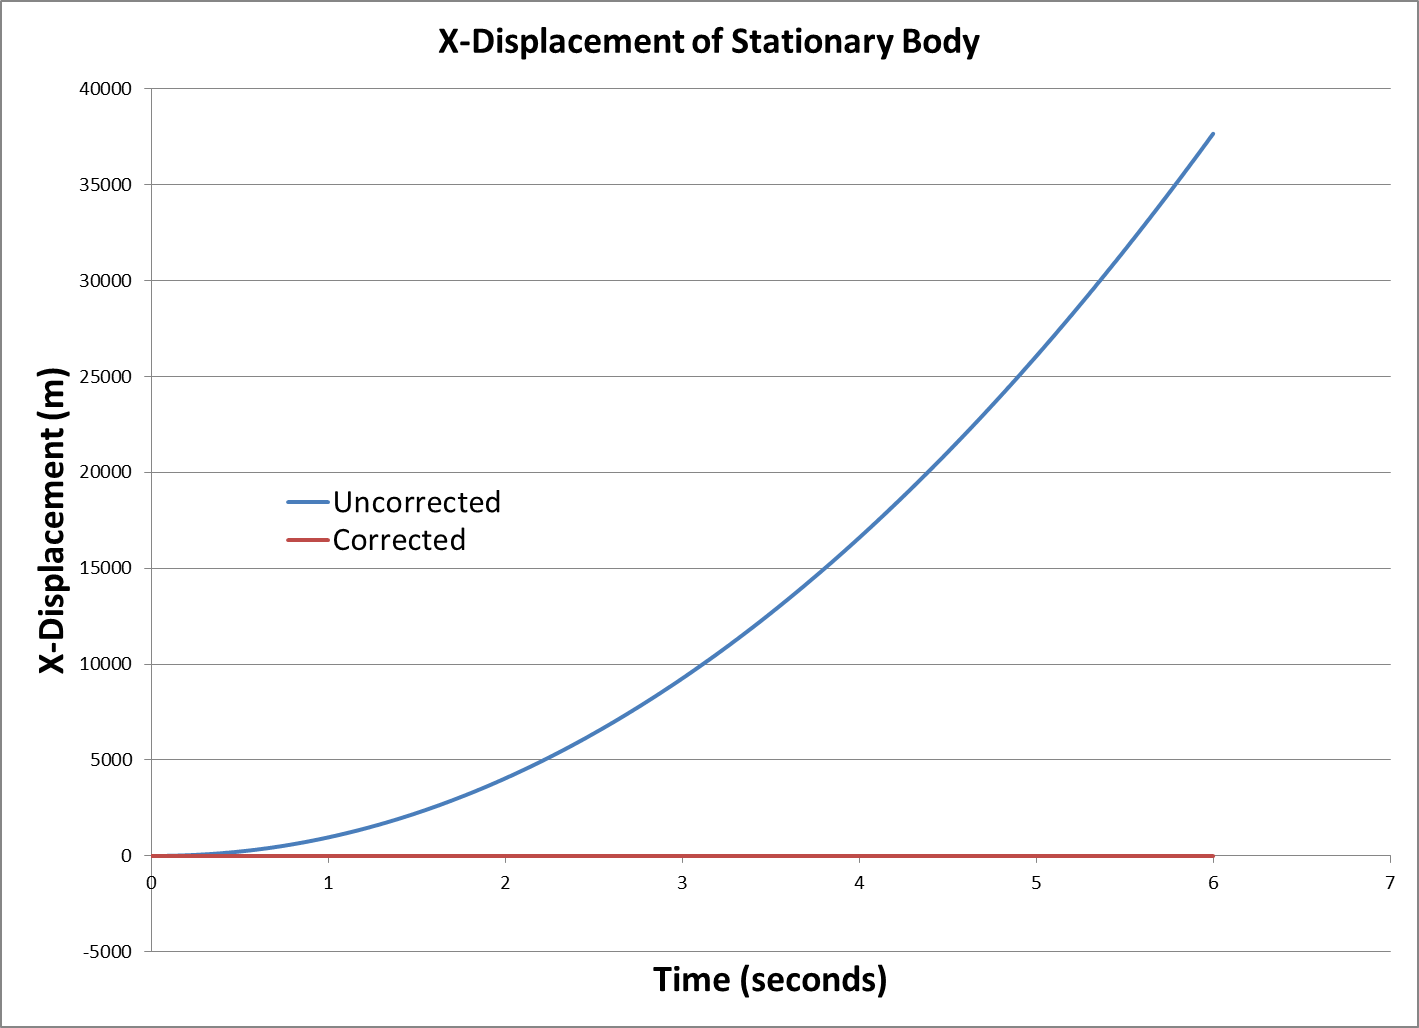 X-Displacement of Stationary Body
40000
35000
30000
25000
20000
15000
10000
5000
0
-5000
X-Displacement (m)
Uncorrected
Corrected
0 1 2 3 4 5 6 7
Time (seconds)